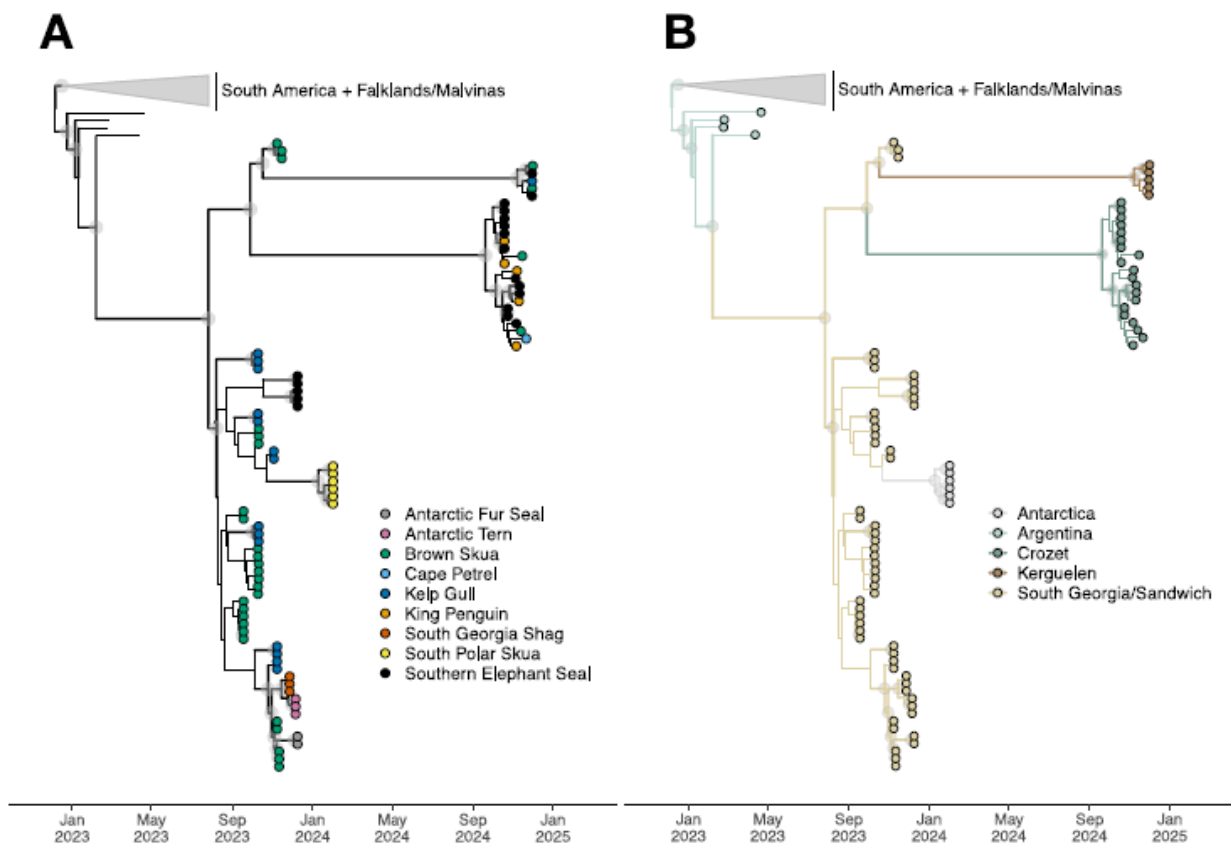 A
South America + Falklands/Malvinas
Antarctic Fur Seal
Antarctic Tern
Brown Skua
Cape Petrel
Kelp Gull
King Penguin
South Georgia Shag
South Polar Skua
Southern Elephant Seal
Jan 2023
May 2023
Sep 2023
Jan 2024
May 2024
Sep 2024
Jan 2025
B
South America + Falklands/Malvinas
Antarctica
Argentina
Crozet
Kerguelen
South Georgia/Sandwich
Jan 2023
May 2023
Sep 2023
Jan 2024
May 2024
Sep 2024
Jan 2025